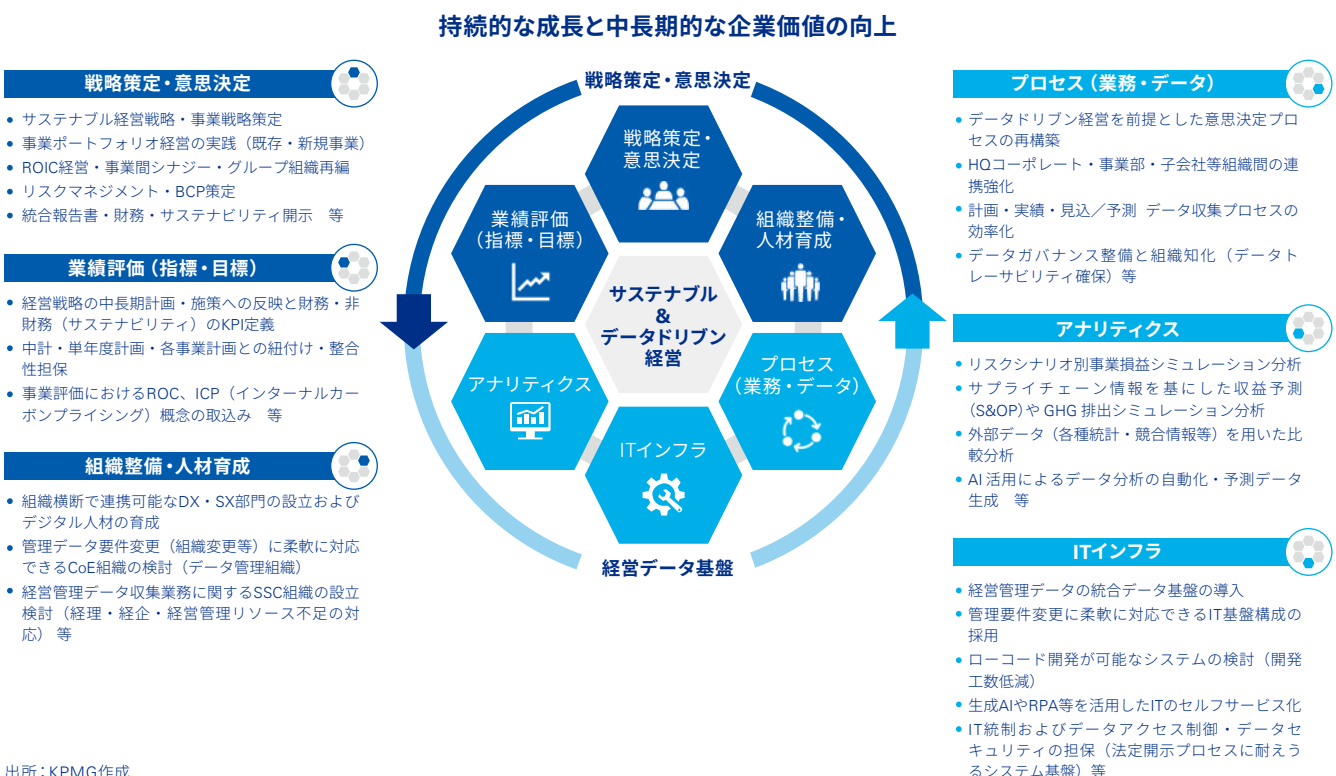 持続的な成長と中長期的な企業価値の向上
戦略策定・意思決定
• サステナブル経営戦略・事業戦略策定
• 事業ポートフォリオ経営の実践（既存・新規事業）
• ROIC経営・事業間シナジー・グループ組織再編
• リスクマネジメント・BCP策定
• 統合報告書・財務・サステナビリティ開示　等
業績評価（指標・目標）
• 経営戦略の中長期計画・施策への反映と財務・非
財務（サステナビリティ）のKPI定義
• 中計・単年度計画・各事業計画との紐付け・整合
性担保
• 事業評価におけるROC、ICP（インターナルカー
ボンプライシング）概念の取込み　等
組織整備・人材育成
• 組織横断で連携可能なDX・SX部門の設立および
デジタル人材の育成
• 管理データ要件変更（組織変更等）に柔軟に対応
できるCoE組織の検討（データ管理組織）
• 経営管理データ収集業務に関するSSC組織の設立
検討（経理・経企・経営管理リソース不足の対
応） 等
戦略策定・意思決定
戦略策定・
意思決定
業績評価
（指標・目標）
組織整備・
人材育成
サステナブル
&
データドリブン
経営
アナリティクス
プロセス
（業務・データ）
ITインフラ
経営データ基盤
プロセス（業務・データ）
• データドリブン経営を前提とした意思決定プロ
セスの再構築
• HQコーポレート・事業部・子会社等組織間の連
携強化
• 計画・実績・見込／予測 データ収集プロセスの
効率化
• データガバナンス整備と組織知化（データト
レーサビリティ確保）等
アナリティクス
• リスクシナリオ別事業損益シミュレーション分析
• サプライチェーン情報を基にした収益予測
（S&OP）や GHG 排出シミュレーション分析
• 外部データ（各種統計・競合情報等）を用いた比
較分析
• AI 活用によるデータ分析の自動化・予測データ
生成　等
ITインフラ
• 経営管理データの統合データ基盤の導入
• 管理要件変更に柔軟に対応できるIT基盤構成の
採用
• ローコード開発が可能なシステムの検討（開発
工数低減）
• 生成AIやRPA等を活用したITのセルフサービス化
• IT統制およびデータアクセス制御・データセ
キュリティの担保（法定開示プロセスに耐えう
るシステム基盤）等
出所：KPMG作成